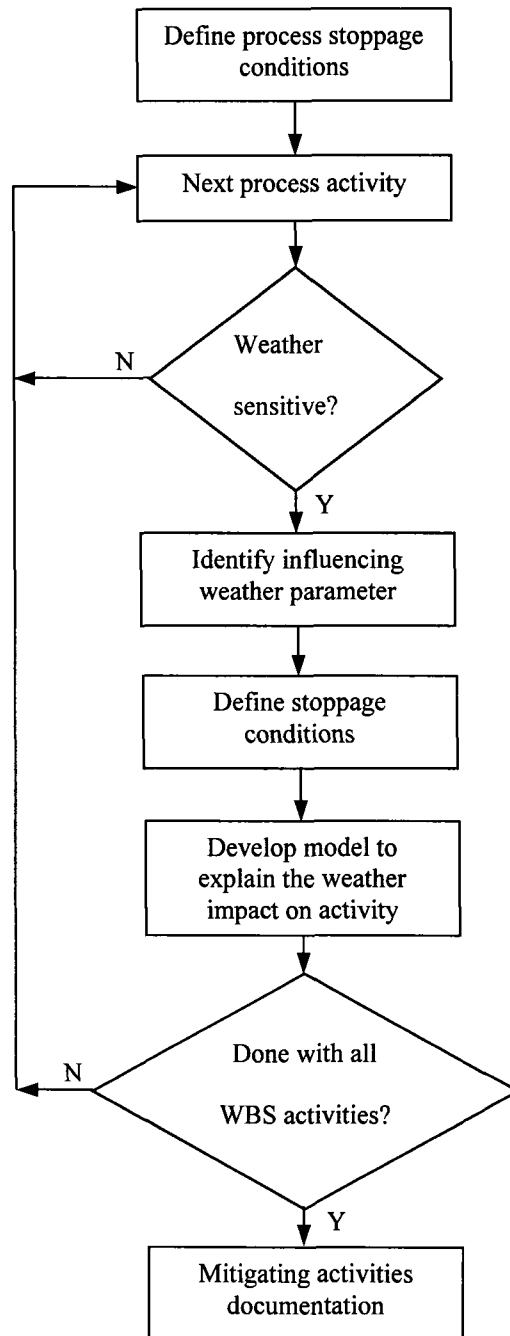 Define process stoppage
conditions
Next process activity
Weather
sensitive?
N
Y
Identify influencing
weather parameter
Define stoppage
conditions
Develop model to
explain the weather
impact on activity
Done with all
WBS activities?
N
Y
Mitigating activities
documentation